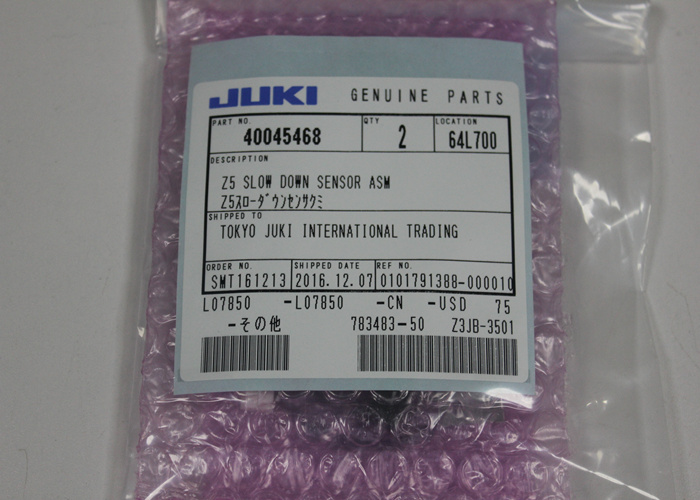 JUKI GENUINE PARTS
PART NO. QTY LOCATION
40045468 2 64L700
DESCRIPTION
Z5 SLOW DOWN SENSOR ASM
Z5ｽﾛｰﾀﾞｳﾝｾﾝｻｸﾐ
SHIPPED TO
TOKYO JUKI INTERNATIONAL TRADING
ORDER NO. SHIPPED DATE REF NO.
SMT161213 2016.12.07 0101791388-000010
L07850 -L07850 -CN -USD 75
-その他 783483-50 Z3JB-3501